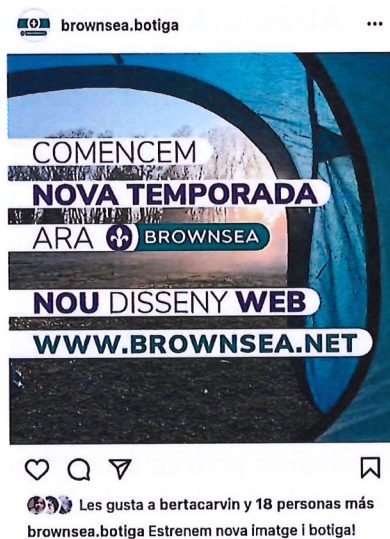 brownsea.botiga
COMENCEM
NOVA TEMPORADA
ARA BROWNSEA
NOU DISSENY WEB
WWW.BROWNSEA.NET
Les gusta a bertacarvin y 18 personas más
brownsea.botiga Estrenem nova imatge i botiga!